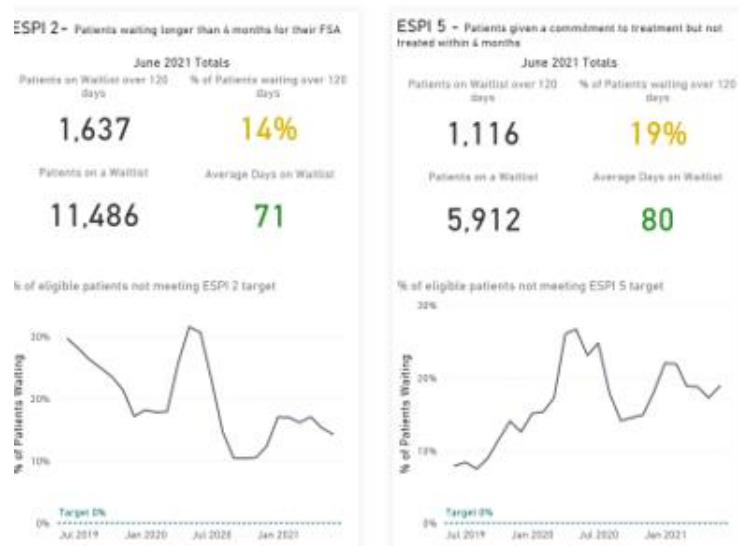 ESPI 2 - Patients waiting longer than 4 months for their FSA
June 2021 Totals
Patients on Waitlist over 120
days
% of Patients waiting over 120
days
1,637
14%
Patients on a Waitlist
Average Days on Waitlist
11,486
71
% of eligible patients not meeting ESPI 2 target
% of Patients Waiting
30%
20%
10%
0%
Target 0%
Jul 2019
Jan 2020
Jul 2020
Jan 2021
ESPI 5 - Patients given a commitment to treatment but not
treated within 4 months
June 2021 Totals
Patients on Waitlist over 120
days
% of Patients waiting over 120
days
1,116
19%
Patients on a Waitlist
Average Days on Waitlist
5,912
80
% of eligible patients not meeting ESPI 5 target
% of Patients Waiting
30%
20%
10%
0%
Target 0%
Jul 2019
Jan 2020
Jul 2020
Jan 2021